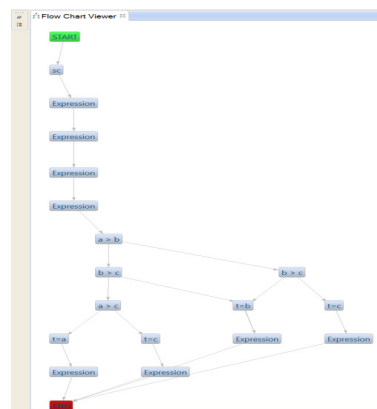 Flow Chart Viewer
START
sc
Expression
Expression
Expression
Expression
a > b
b > c
b > c
a > c
t=b
t=c
t=a
t=c
Expression
Expression
Expression
Expression